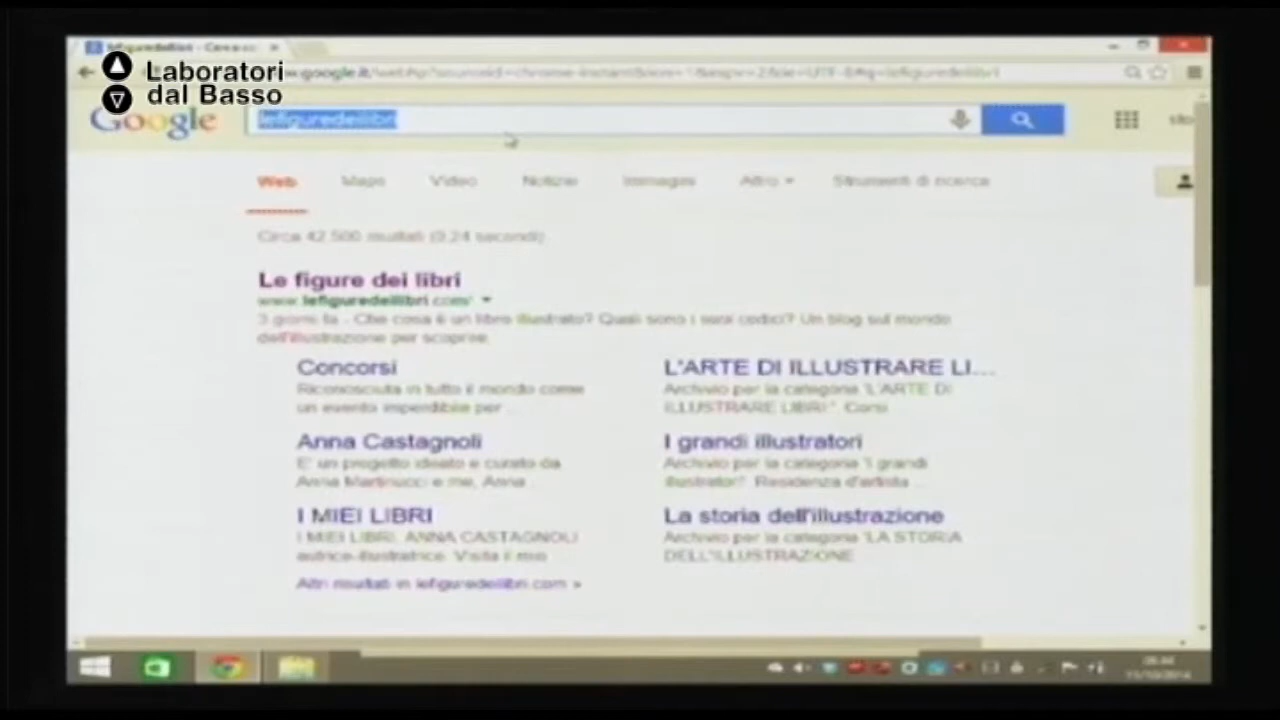 lefiguredeilibri - Cerca
Laboratori
dal Basso
Google
lefiguredeilibri
Web Maps Video Notizie Immagini Altro Strumenti di ricerca
Circa 42.500 risultati (0,24 secondi)
Le figure dei libri
www.lefiguredeilibri.com/
3 giorni fa - Che cosa è un libro illustrato? Quali sono i suoi codici? Un blog sul mondo
dell'illustrazione per scoprire,
Concorsi
Riconosciuta in tutto il mondo come
un evento imperdibile per ...
L'ARTE DI ILLUSTRARE LI...
Archivio per la categoria 'L'ARTE DI
ILLUSTRARE LIBRI'. Corsi
Anna Castagnoli
E' un progetto ideato e curato da
Anna Martinucci e me, Anna ...
I grandi illustratori
Archivio per la categoria 'I grandi
illustratori'. Residenza d'artista ...
I MIEI LIBRI
I MIEI LIBRI. ANNA CASTAGNOLI
autrice-illustratrice. Visita il mio
La storia dell'illustrazione
Archivio per la categoria 'LA STORIA
DELL'ILLUSTRAZIONE
Altri risultati in lefiguredeilibri.com »